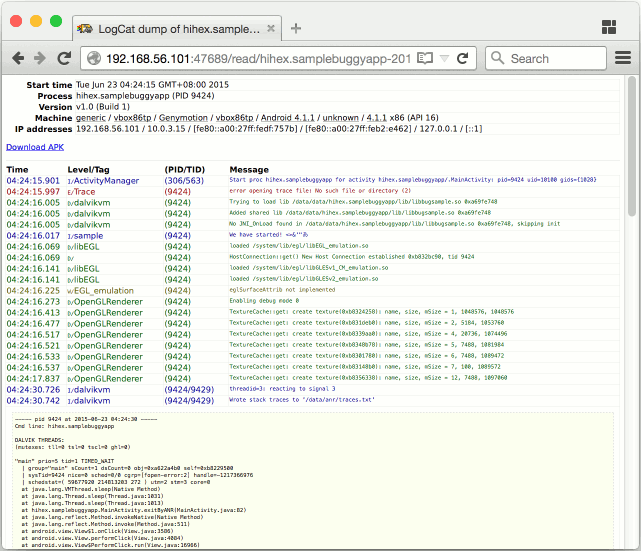 LogCat dump of hihex.sample...
192.168.56.101:47689/read/hihex.samplebuggyapp-201
Search
Start time Tue Jun 23 04:24:15 GMT+08:00 2015
Process hihex.samplebuggyapp (PID 9424)
Version v1.0 (Build 1)
Machine generic / vbox86tp / Genymotion / vbox86tp / Android 4.1.1 / unknown / 4.1.1 x86 (API 16)
IP addresses 192.168.56.101 / 10.0.3.15 / [fe80::a00:27ff:fedf:757b] / [fe80::a00:27ff:feb2:e462] / 127.0.0.1 / [::1]
Download APK
Time Level/Tag (PID/TID) Message
04:24:15.901 I/ActivityManager (306/563) Start proc hihex.samplebuggyapp for activity hihex.samplebuggyapp/.MainActivity: pid=9424 uid=10100 gids={1028}
04:24:15.997 E/Trace (9424) error opening trace file: No such file or directory (2)
04:24:16.005 D/dalvikvm (9424) Trying to load lib /data/data/hihex.samplebuggyapp/lib/libbugsample.so 0xa69fe748
04:24:16.005 D/dalvikvm (9424) Added shared lib /data/data/hihex.samplebuggyapp/lib/libbugsample.so 0xa69fe748
04:24:16.005 D/dalvikvm (9424) No JNI_OnLoad found in /data/data/hihex.samplebuggyapp/lib/libbugsample.so 0xa69fe748, skipping init
04:24:16.017 I/sample (9424) We have started!
04:24:16.069 D/libEGL (9424) loaded /system/lib/egl/libEGL_emulation.so
04:24:16.069 D/ (9424) HostConnection::get() New Host Connection established 0xb832bc90, tid 9424
04:24:16.141 D/libEGL (9424) loaded /system/lib/egl/libGLESv1_CM_emulation.so
04:24:16.141 D/libEGL (9424) loaded /system/lib/egl/libGLESv2_emulation.so
04:24:16.225 W/EGL_emulation (9424) eglSurfaceAttrib not implemented
04:24:16.273 D/OpenGLRenderer (9424) Enabling debug mode 0
04:24:16.413 D/OpenGLRenderer (9424) TextureCache::get: create texture(0xb8324258): name, size, mSize = 1, 1048576, 1048576
04:24:16.477 D/OpenGLRenderer (9424) TextureCache::get: create texture(0xb831deb0): name, size, mSize = 2, 5184, 1053760
04:24:16.517 D/OpenGLRenderer (9424) TextureCache::get: create texture(0xb8339aa0): name, size, mSize = 4, 20736, 1074496
04:24:16.521 D/OpenGLRenderer (9424) TextureCache::get: create texture(0xb8348b78): name, size, mSize = 5, 7488, 1081984
04:24:16.533 D/OpenGLRenderer (9424) TextureCache::get: create texture(0xb8301780): name, size, mSize = 6, 7488, 1089472
04:24:16.537 D/OpenGLRenderer (9424) TextureCache::get: create texture(0xb83148b0): name, size, mSize = 7, 100, 1089572
04:24:17.837 D/OpenGLRenderer (9424) TextureCache::get: create texture(0xb8356338): name, size, mSize = 12, 7488, 1097060
04:24:30.726 I/dalvikvm (9424/9429) threadid=3: reacting to signal 3
04:24:30.742 I/dalvikvm (9424/9429) Wrote stack traces to '/data/anr/traces.txt'
----- pid 9424 at 2015-06-23 04:24:30 -----
Cmd line: hihex.samplebuggyapp
DALVIK THREADS:
(mutexes: tll=0 tsl=0 tscl=0 ghl=0)
"main" prio=5 tid=1 TIMED_WAIT
| group="main" sCount=1 dsCount=0 obj=0xa622a4b0 self=0xb8229500
| sysTid=9424 nice=0 sched=0/0 cgrp=[fopen-error:2] handle=-1217366976
| schedstat=( 59677920 214813203 272 ) utm=2 stm=3 core=0
at java.lang.VMThread.sleep(Native Method)
at java.lang.Thread.sleep(Thread.java:1031)
at java.lang.Thread.sleep(Thread.java:1013)
at hihex.samplebuggyapp.MainActivity.exitByANR(MainActivity.java:82)
at java.lang.reflect.Method.invokeNative(Native Method)
at java.lang.reflect.Method.invoke(Method.java:511)
at android.view.View$1.onClick(View.java:3586)
at android.view.View.performClick(View.java:4084)
at android.view.View$PerformClick.run(View.java:16966)